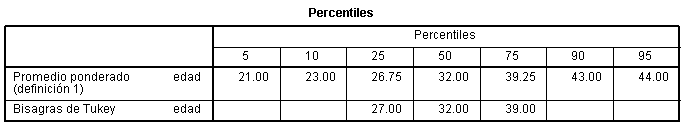 Percentiles
Percentiles
5 10 25 50 75 90 95
Promedio ponderado edad 21.00 23.00 26.75 32.00 39.25 43.00 44.00
(definición 1)
Bisagras de Tukey edad 27.00 32.00 39.00